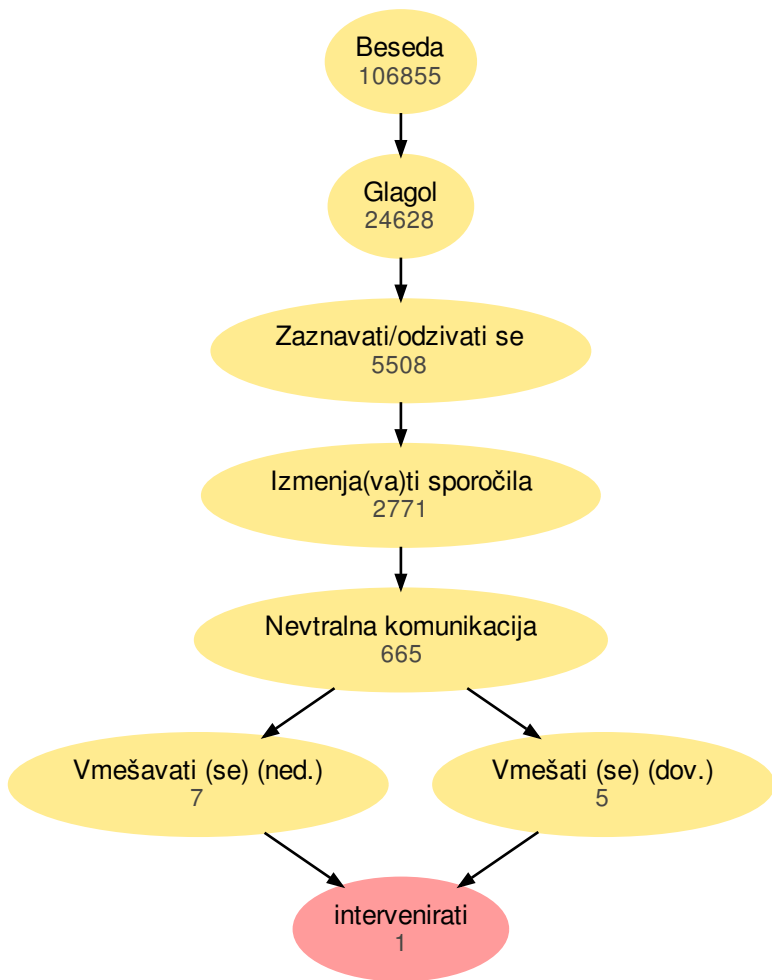 Beseda
106855
Glagol
24628
Zaznavati/odzivati se
5508
Izmenja(va)ti sporočila
2771
Nevtralna komunikacija
665
Vmešavati (se) (ned.)
7
Vmešati (se) (dov.)
5
intervenirati
1